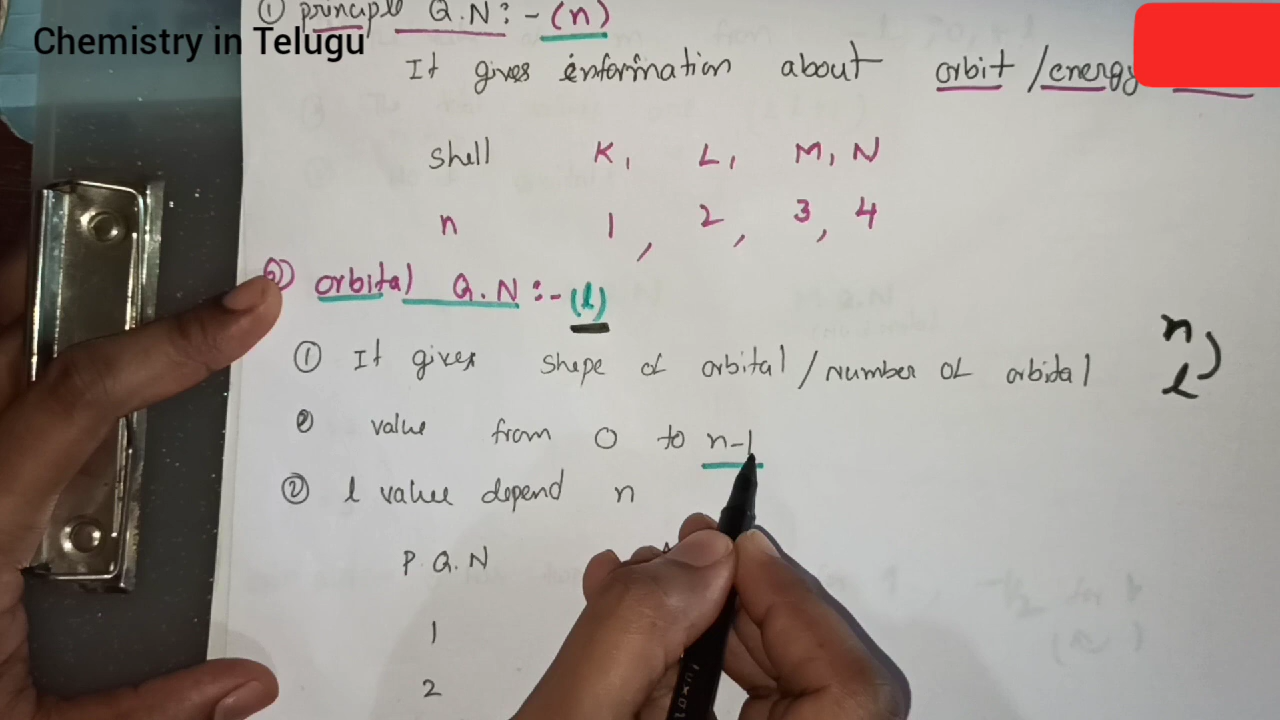 ① principle Q.N :- (n)
Chemistry in Telugu
It gives information about orbit / energy
shell K, L, M, N
n 1, 2, 3, 4
② orbital Q.N :- (l)
① It gives shape of orbital / Number of orbital
n
l
② value from 0 to n-1
② l value depend n
P.Q.N
1
2